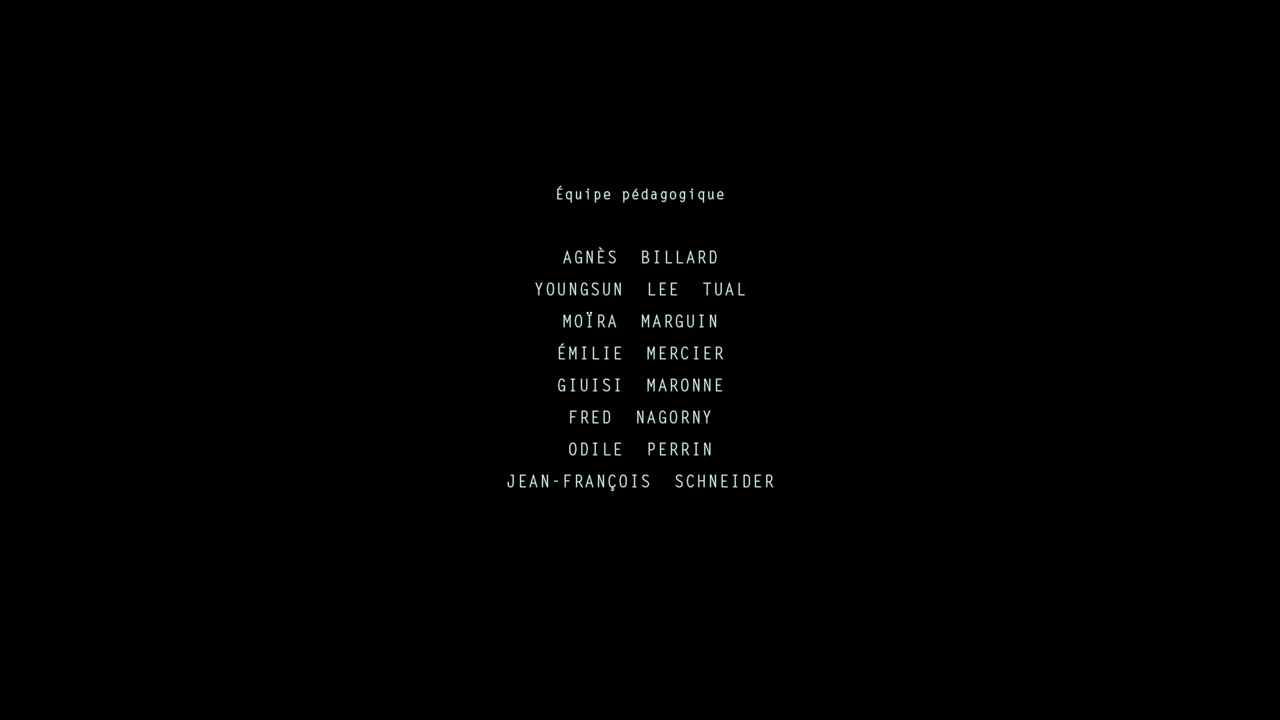 Équipe pédagogique
AGNÈS BILLARD
YOUNGSUN LEE TUAL
MOÏRA MARGUIN
ÉMILIE MERCIER
GIUISI MARONNE
FRED NAGORNY
ODILE PERRIN
JEAN-FRANÇOIS SCHNEIDER